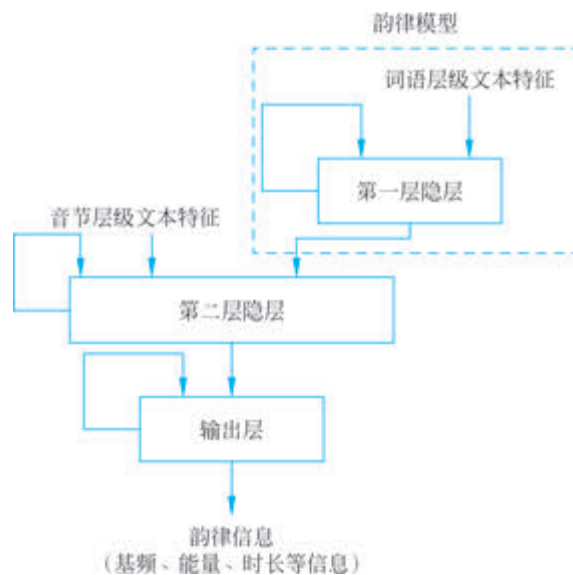 韵律模型
词语层级文本特征
第一层隐层
音节层级文本特征
第二层隐层
输出层
韵律信息
（基频、能量、时长等信息）